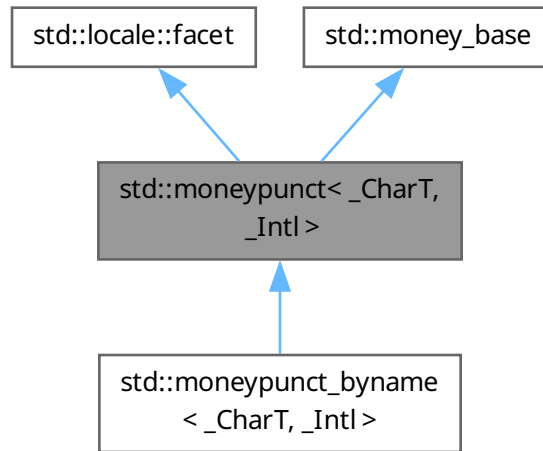 std::locale::facet
std::money_base
std::moneypunct< _CharT,
_Intl >
std::moneypunct_byname
< _CharT, _Intl >